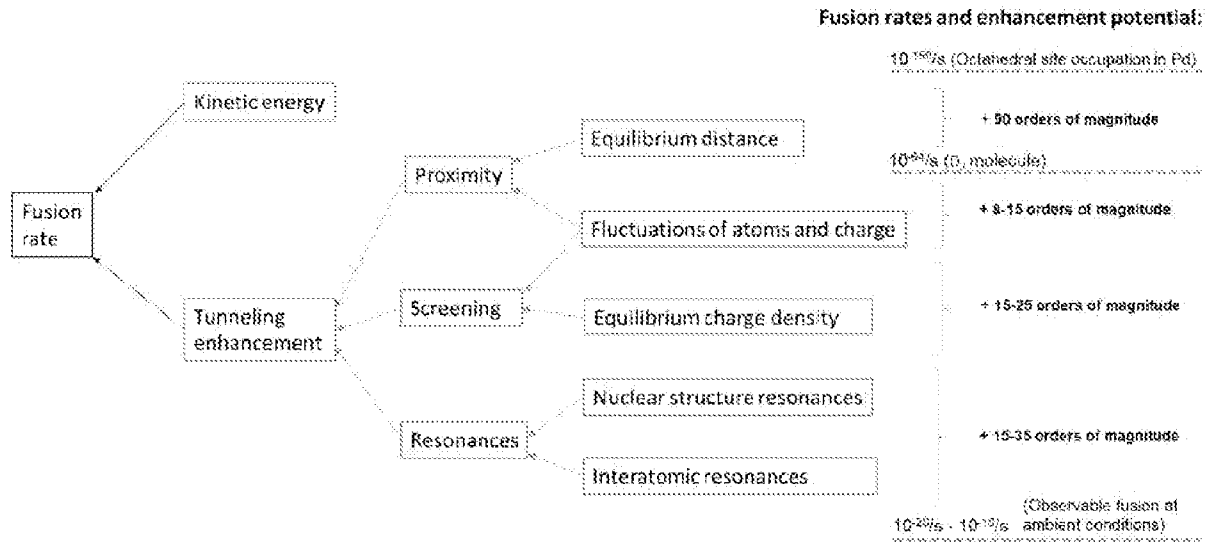 Fusion rates and enhancement potential:
/s (Octahedral site occupation in Pd)
Kinetic energy
+ 90 orders of magnitude
Equilibrium distance
/s (D₂ molecule)
Proximity
+ 8-15 orders of magnitude
Fusion
rate
Fluctuations of atoms and charge
Screening
+ 15-25 orders of magnitude
Tunneling
enhancement
Equilibrium charge density
Nuclear structure resonances
Resonances
+ 15-35 orders of magnitude
Interatomic resonances
(Observable fusion at
ambient conditions)